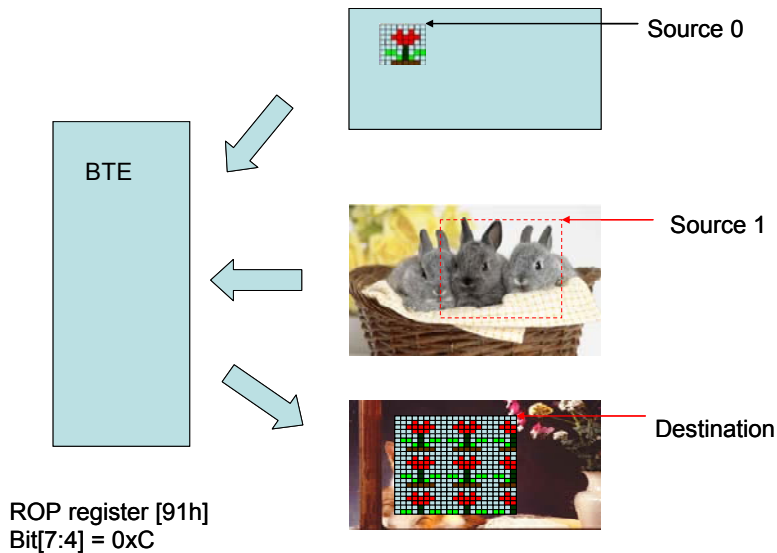 Source 0
BTE
Source 1
Destination
ROP register [91h]
Bit[7:4] = 0xC